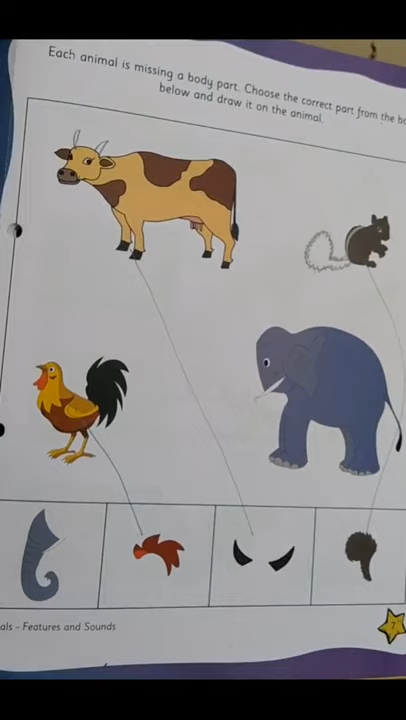 Each animal is missing a body part. Choose the correct part from the
below and draw it on the animal.
als - Features and Sounds
7